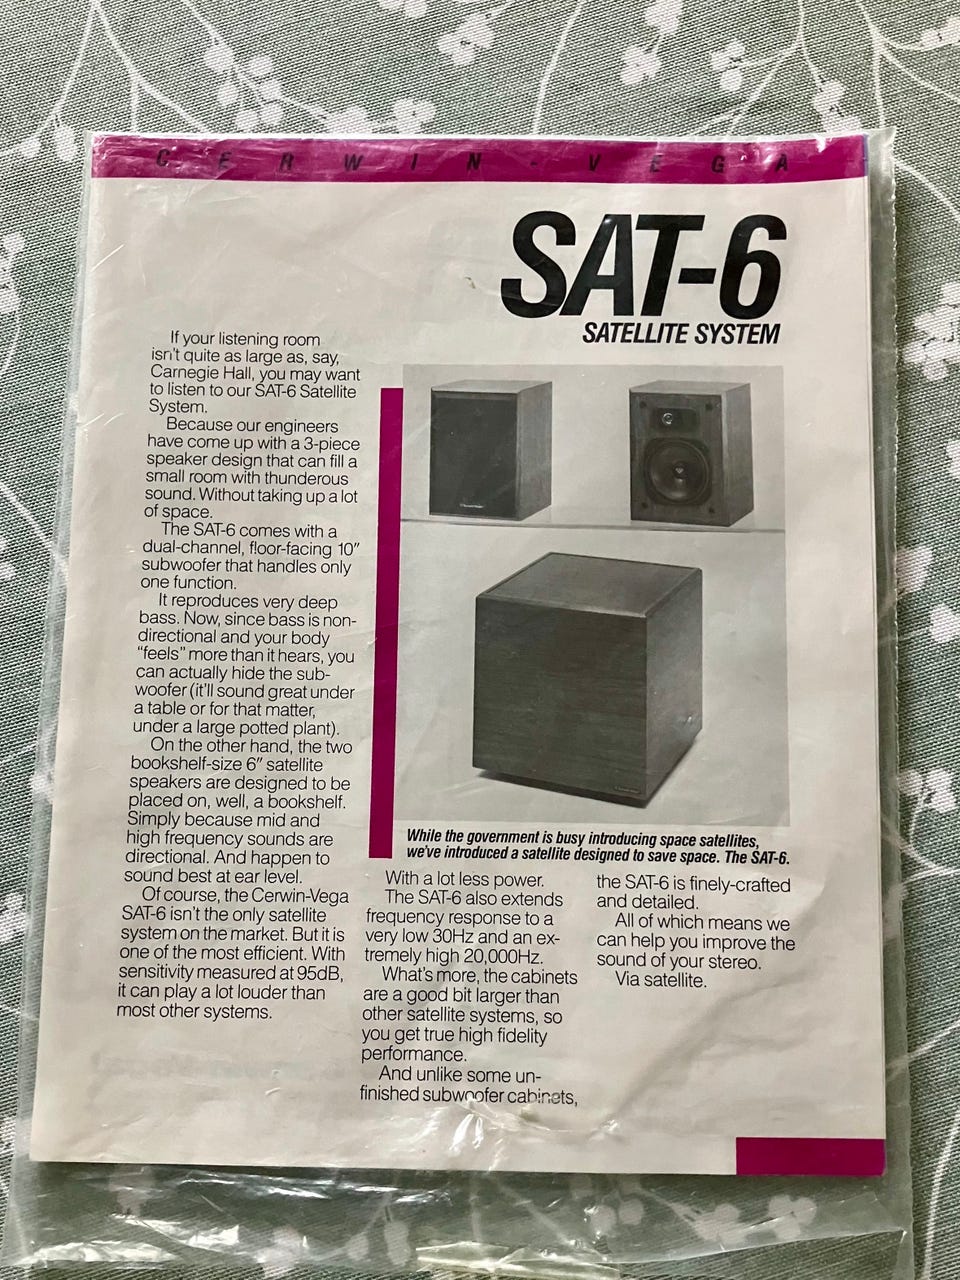 CERWIN-VEGA
SAT-6
SATELLITE SYSTEM
If your listening room
isn't quite as large as, say,
Carnegie Hall, you may want
to listen to our SAT-6 Satellite
System.
Because our engineers
have come up with a 3-piece
speaker design that can fill a
small room with thunderous
sound. Without taking up a lot
of space.
The SAT-6 comes with a
dual-channel, floor-facing 10″
subwoofer that handles only
one function.
It reproduces very deep
bass. Now, since bass is non-
directional and your body
“feels” more than it hears, you
can actually hide the sub-
woofer (it'll sound great under
a table or for that matter,
under a large potted plant).
On the other hand, the two
bookshelf-size 6″ satellite
speakers are designed to be
placed on, well, a bookshelf.
Simply because mid and
high frequency sounds are
directional. And happen to
sound best at ear level.
Of course, the Cerwin-Vega
SAT-6 isn't the only satellite
system on the market. But it is
one of the most efficient. With
sensitivity measured at 95dB,
it can play a lot louder than
most other systems.
While the government is busy introducing space satellites,
we've introduced a satellite designed to save space. The SAT-6.
With a lot less power.
The SAT-6 also extends
frequency response to a
very low 30Hz and an ex-
tremely high 20,000Hz.
What's more, the cabinets
are a good bit larger than
other satellite systems, so
you get true high fidelity
performance.
And unlike some un-
finished subwoofer cabinets,
the SAT-6 is finely-crafted
and detailed.
All of which means we
can help you improve the
sound of your stereo.
Via satellite.